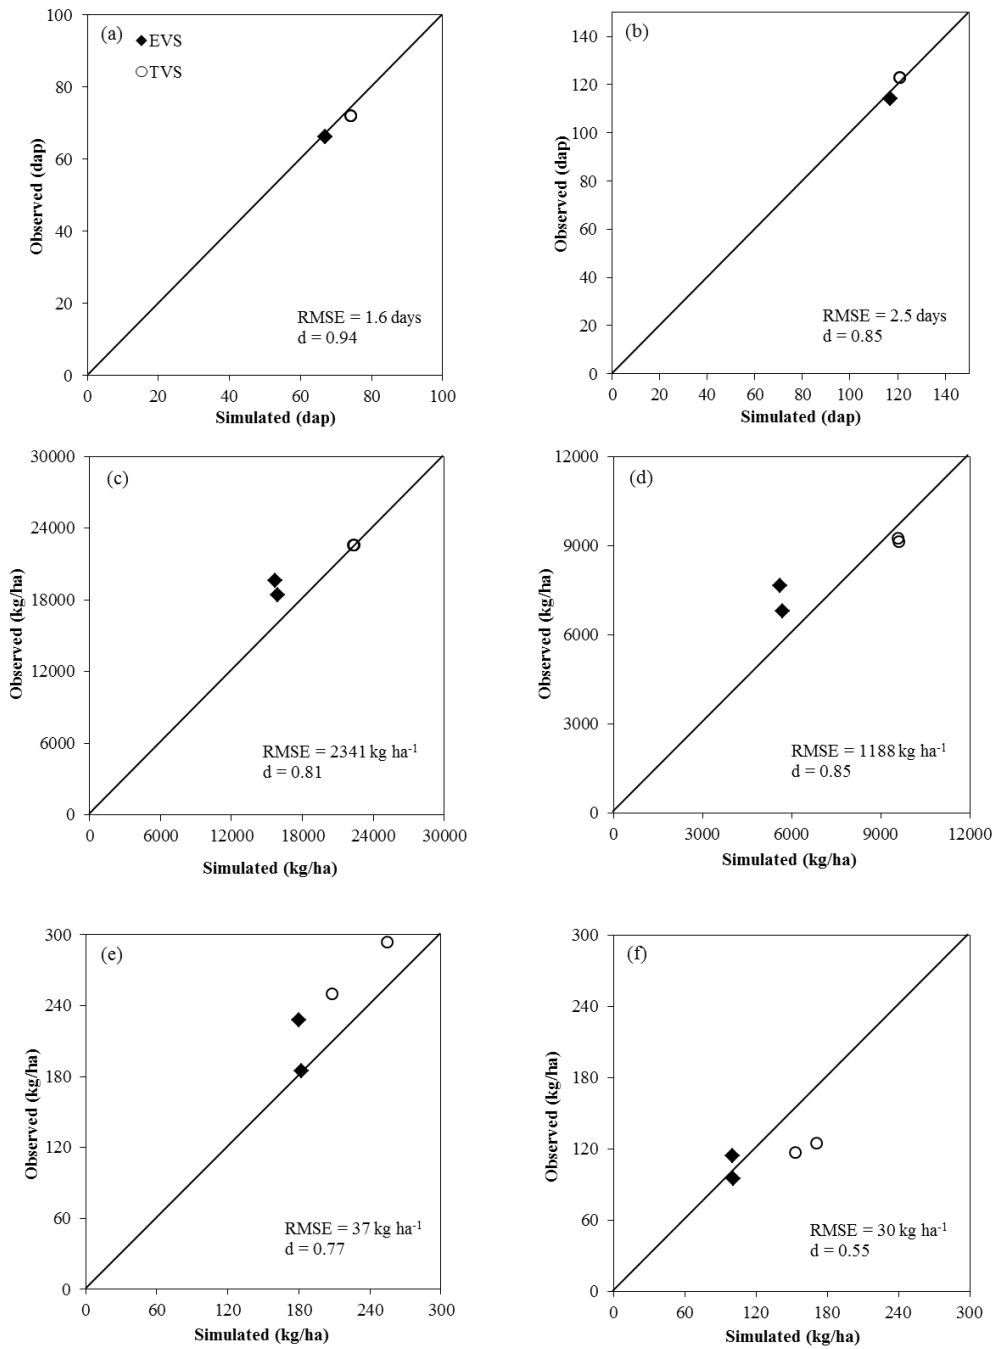 (a)
EVS
TVS
100
80
60
40
20
0
Observed (dap)
RMSE = 1.6 days
d = 0.94
0 20 40 60 80 100
Simulated (dap)
(b)
140
120
100
80
60
40
20
0
Observed (dap)
RMSE = 2.5 days
d = 0.85
0 20 40 60 80 100 120 140
Simulated (dap)
(c)
30000
24000
18000
12000
6000
0
Observed (kg/ha)
RMSE = 2341 kg ha⁻¹
d = 0.81
0 6000 12000 18000 24000 30000
Simulated (kg/ha)
(d)
12000
9000
6000
3000
0
Observed (kg/ha)
RMSE = 1188 kg ha⁻¹
d = 0.85
0 3000 6000 9000 12000
Simulated (kg/ha)
(e)
300
240
180
120
60
0
Observed (kg/ha)
RMSE = 37 kg ha⁻¹
d = 0.77
0 60 120 180 240 300
Simulated (kg/ha)
(f)
300
240
180
120
60
0
Observed (kg/ha)
RMSE = 30 kg ha⁻¹
d = 0.55
0 60 120 180 240 300
Simulated (kg/ha)